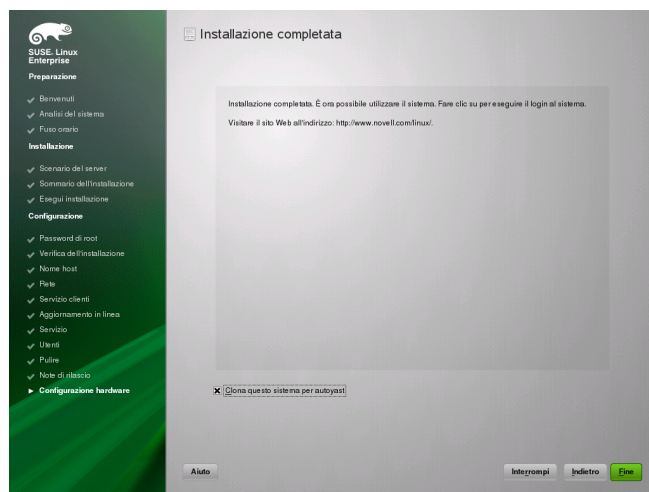 SUSE. Linux
Enterprise
Preparazione
Benvenuti
Analisi del sistema
Fuso orario
Installazione
Scenario del server
Sommario dell'installazione
Esegui installazione
Configurazione
Password di root
Verifica dell'installazione
Nome host
Rete
Servizio clienti
Aggiornamento in linea
Servizio
Utenti
Pulire
Note di rilascio
Configurazione hardware
Installazione completata
Installazione completata. È ora possibile utilizzare il sistema. Fare clic su per eseguire il login al sistema.
Visitare il sito Web all'indirizzo: http://www.novell.com/linux/.
Clona questo sistema per autoyast
Aiuto
Interrompi
Indietro
Fine